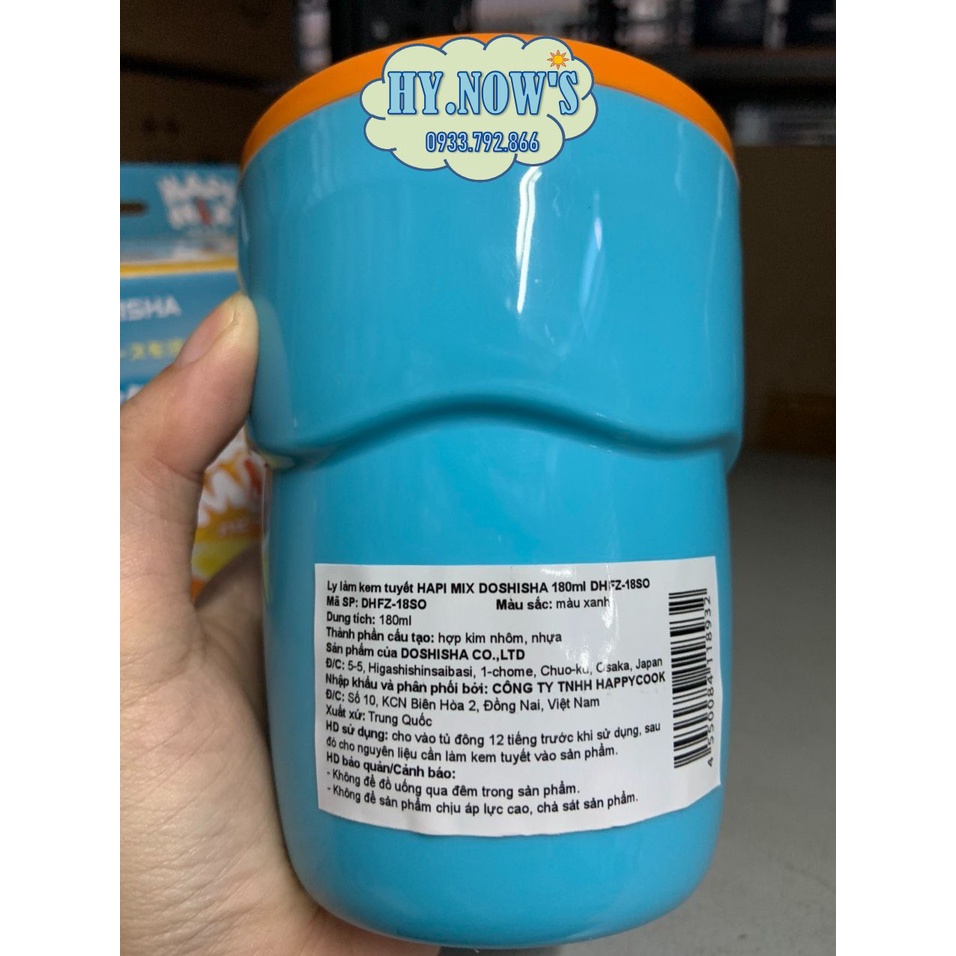 HY.NOW'S
0933.792.866
HAPI
MIX
ISHA
Ly làm kem tuyết HAPI MIX DOSHISHA 180ml DHFZ-18SO
Mã SP: DHFZ-18SO Màu sắc: màu xanh
Dung tích: 180ml
Thành phần cấu tạo: hợp kim nhôm, nhựa
Sản phẩm của DOSHISHA CO.,LTD
Đ/C: 5-5, Higashishinsaibasi, 1-chome, Chuo-ku, Osaka, Japan
Nhập khẩu và phân phối bởi: CÔNG TY TNHH HAPPYCOOK
Đ/C: Số 10, KCN Biên Hòa 2, Đồng Nai, Việt Nam
Xuất xứ: Trung Quốc
HD sử dụng: cho vào tủ đông 12 tiếng trước khi sử dụng, sau
đó cho nguyên liệu cần làm kem tuyết vào sản phẩm.
HD bảo quản/Cảnh báo:
- Không để đồ uống qua đêm trong sản phẩm.
- Không để sản phẩm chịu áp lực cao, chà sát sản phẩm.
4550084118932